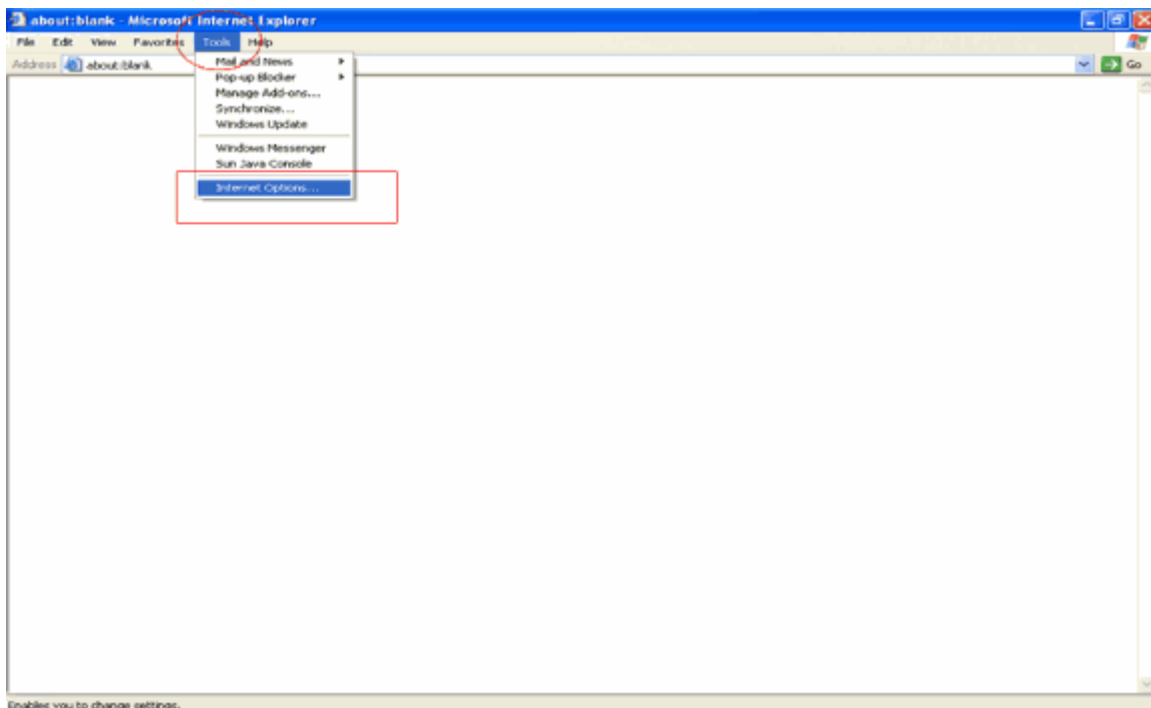 about:blank - Microsoft Internet Explorer
File Edit View Favorites Tools Help
Address about:blank Go
Mail and News
Pop-up Blocker
Manage Add-ons...
Synchronize...
Windows Update
Windows Messenger
Sun Java Console
Internet Options...
Enables you to change settings.